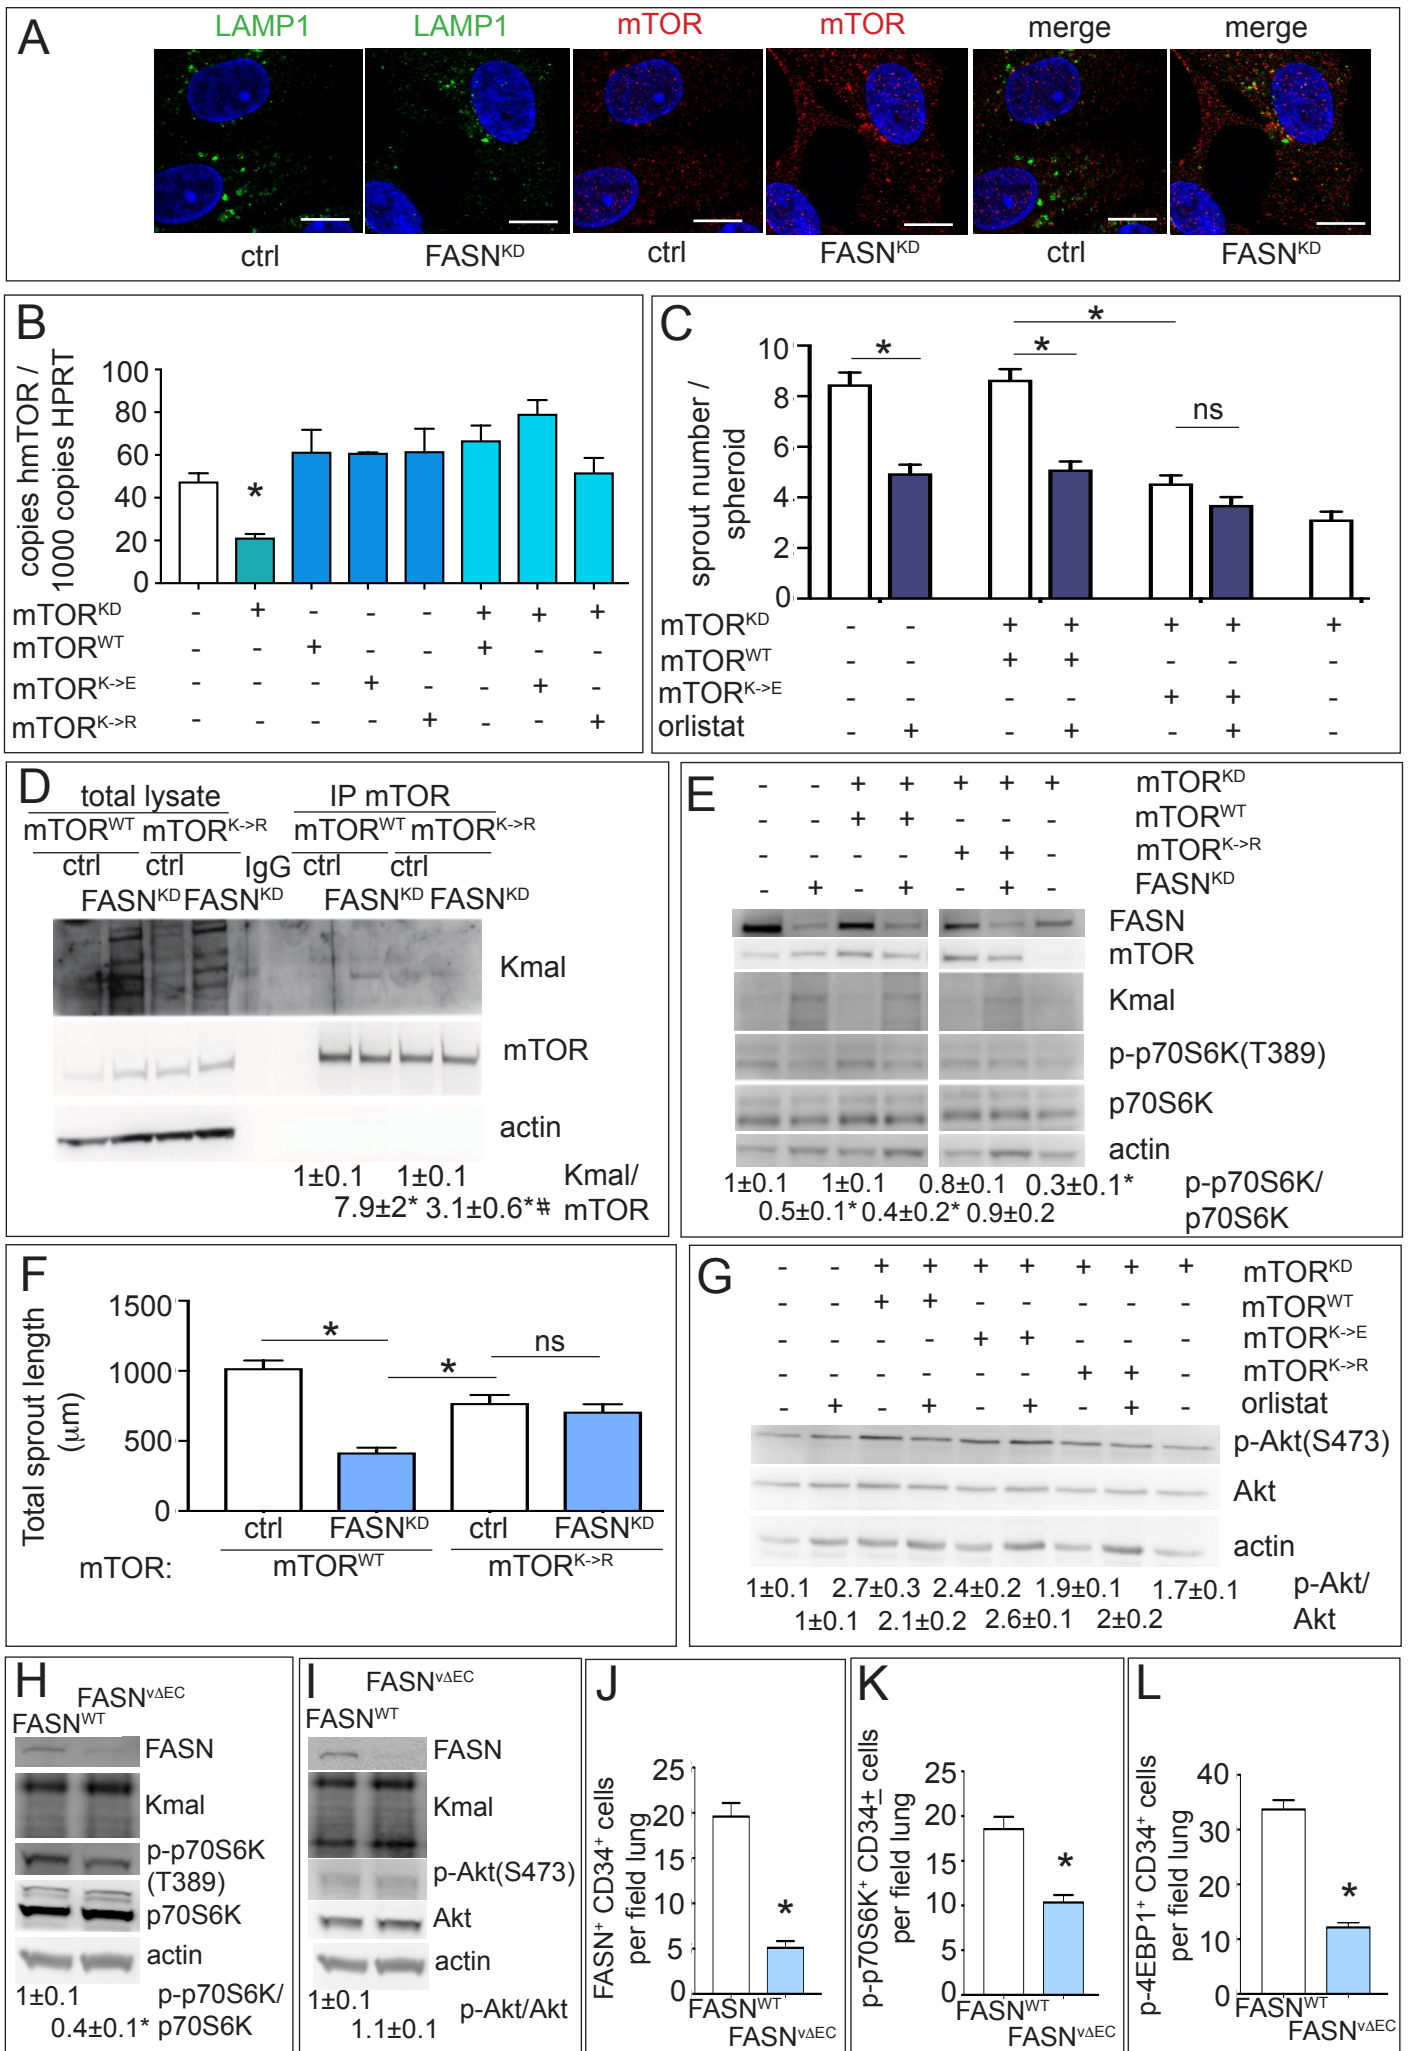 A
LAMP1 LAMP1 mTOR mTOR merge merge
ctrl FASNKD ctrl FASNKD ctrl FASNKD
B
copies hmTOR /
1000 copies HPRT
100
80
60
40
20
0
*
mTORKD - + - - - + + +
mTORWT - - + - - + - -
mTORK->E - - - + - - + -
mTORK->R - - - - + - - +
C
sprout number /
spheroid
10
8
6
4
2
0
* * * ns
mTORKD - - + + + + +
mTORWT - - + + - - -
mTORK->E - - - - + + -
orlistat - + - + - + -
D
total lysate IP mTOR
mTORWT mTORK->R mTORWT mTORK->R
ctrl ctrl IgG ctrl ctrl
FASNKD FASNKD FASNKD FASNKD
Kmal
mTOR
actin
1±0.1 1±0.1 Kmal/
7.9±2* 3.1±0.6*# mTOR
E
- - + + + + + mTORKD
- - + + - - - mTORWT
- - - - + + - mTORK->R
- + - + - + - FASNKD
FASN
mTOR
Kmal
p-p70S6K(T389)
p70S6K
actin
1±0.1 1±0.1 0.8±0.1 0.3±0.1* p-p70S6K/
0.5±0.1* 0.4±0.2* 0.9±0.2 p70S6K
F
Total sprout length
(µm)
1500
1000
500
0
* * ns
ctrl FASNKD ctrl FASNKD
mTOR: mTORWT mTORK->R
G
- - + + + + + + + mTORKD
- - + + - - - - - mTORWT
- - - - + + - - - mTORK->E
- - - - - - + + - mTORK->R
- + - + - + - + - orlistat
p-Akt(S473)
Akt
actin
1±0.1 2.7±0.3 2.4±0.2 1.9±0.1 1.7±0.1 p-Akt/
1±0.1 2.1±0.2 2.6±0.1 2±0.2 Akt
H
FASNvΔEC
FASNWT
FASN
Kmal
p-p70S6K
(T389)
p70S6K
actin
1±0.1 p-p70S6K/
0.4±0.1* p70S6K
I
FASNvΔEC
FASNWT
FASN
Kmal
p-Akt(S473)
Akt
actin
1±0.1 p-Akt/Akt
1.1±0.1
J
FASN+ CD34+ cells
per field lung
25
20
15
10
5
0
*
FASNWT
FASNvΔEC
K
p-p70S6K+ CD34+ cells
per field lung
25
20
15
10
5
0
*
FASNWT
FASNvΔEC
L
p-4EBP1+ CD34+ cells
per field lung
40
30
20
10
0
*
FASNWT
FASNvΔEC